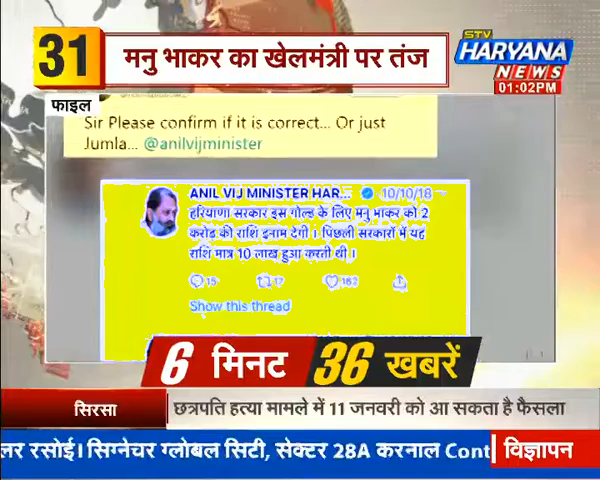 31
मनु भाकर का खेलमंत्री पर तंज
STV
HARYANA
NEWS
01:02PM
फाइल
Sir Please confirm if it is correct... Or just
Jumla... @anilvijminister
ANIL VIJ MINISTER HAR... 10/10/18
हरियाणा सरकार इस गोल्ड के लिए मनु भाकर को 2
करोड़ की राशि इनाम देगी । पिछली सरकारों में यह
राशि मात्र 10 लाख हुआ करती थी ।
15 17 162
Show this thread
6 मिनट 36 खबरें
सिरसा
छत्रपति हत्या मामले में 11 जनवरी को आ सकता है फैसला
लर रसोई। सिग्नेचर ग्लोबल सिटी, सेक्टर 28A करनाल Cont
विज्ञापन